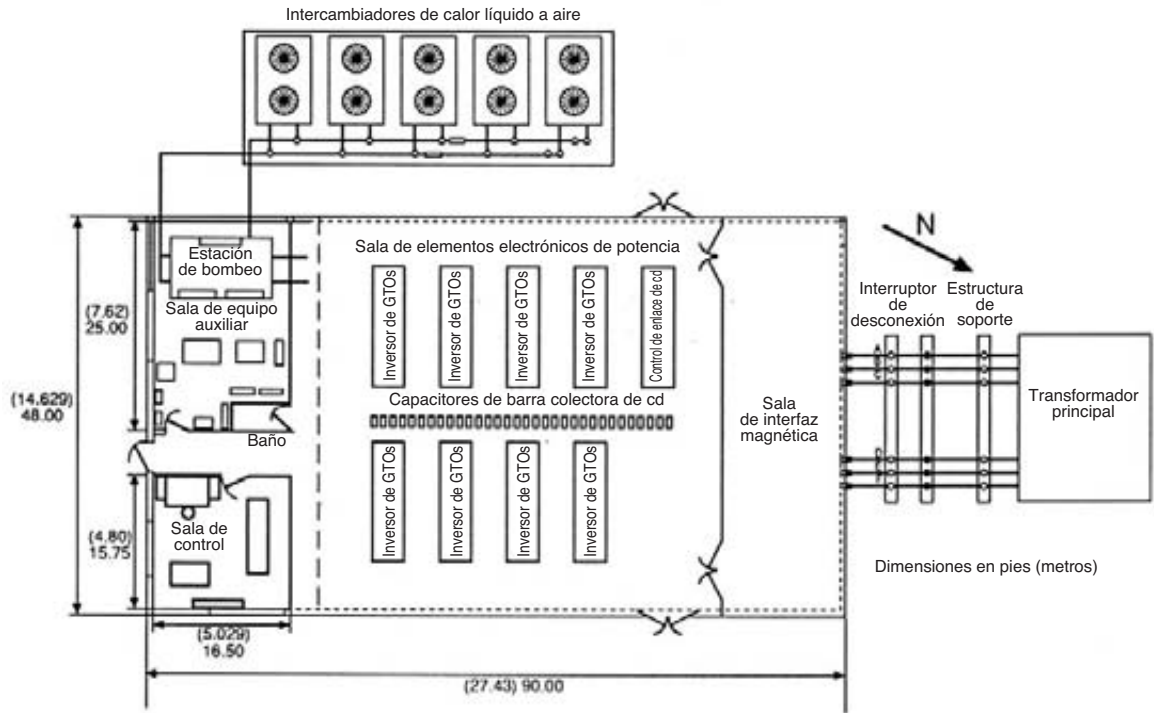 Intercambiadores de calor líquido a aire
N
Estación
de bombeo
Sala de equipo
auxiliar
(7.62)
25.00
(14.629)
48.00
Baño
Sala de
control
(4.80)
15.75
(5.029)
16.50
(27.43) 90.00
Sala de elementos electrónicos de potencia
Inversor de GTOs
Inversor de GTOs
Inversor de GTOs
Inversor de GTOs
Control de enlace de cd
Capacitores de barra colectora de cd
Inversor de GTOs
Inversor de GTOs
Inversor de GTOs
Inversor de GTOs
Sala
de interfaz
magnética
Interruptor
de
desconexión
Estructura
de
soporte
Transformador
principal
Dimensiones en pies (metros)